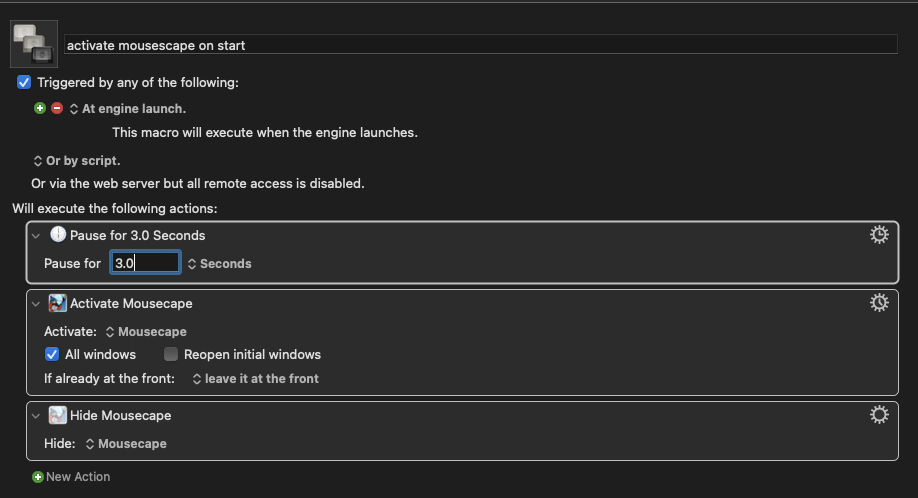 activate mousescape on start
Triggered by any of the following:
At engine launch.
This macro will execute when the engine launches.
Or by script.
Or via the web server but all remote access is disabled.
Will execute the following actions:
Pause for 3.0 Seconds
Pause for 3.0 Seconds
Activate Mousecape
Activate: Mousecape
All windows Reopen initial windows
If already at the front: leave it at the front
Hide Mousecape
Hide: Mousecape
New Action